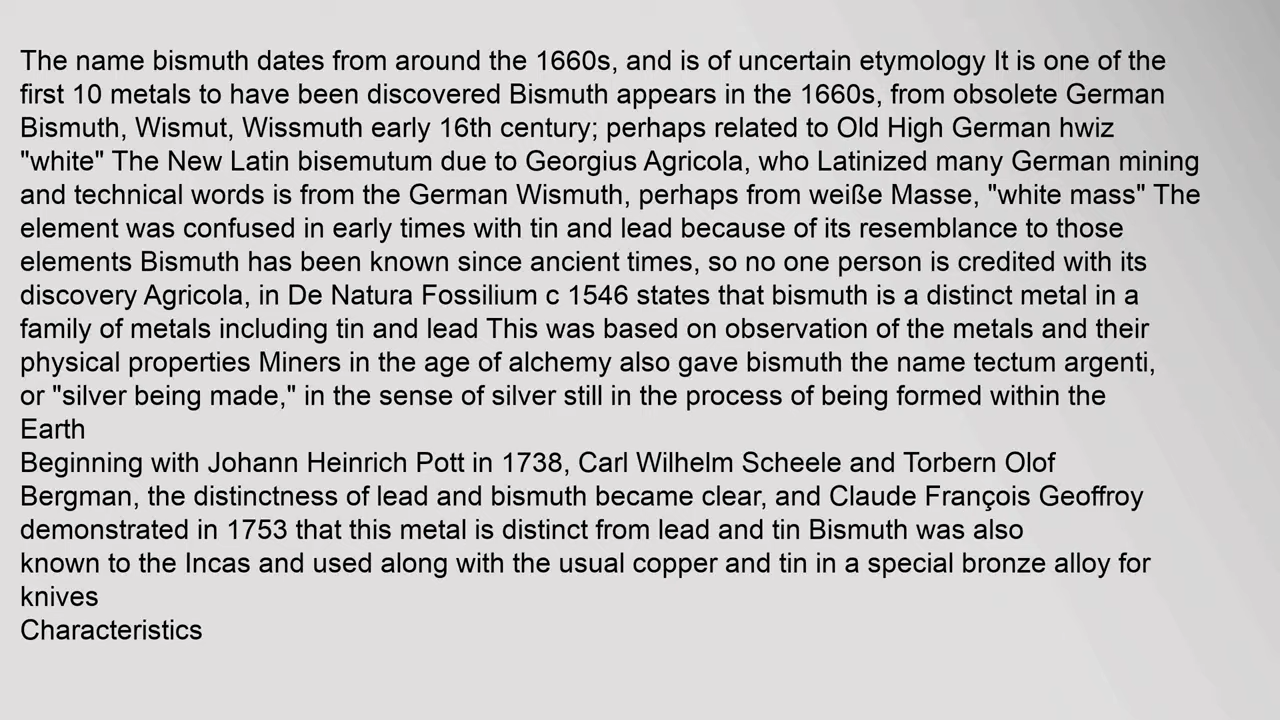 The name bismuth dates from around the 1660s, and is of uncertain etymology It is one of the
first 10 metals to have been discovered Bismuth appears in the 1660s, from obsolete German
Bismuth, Wismut, Wissmuth early 16th century; perhaps related to Old High German hwiz
"white" The New Latin bisemutum due to Georgius Agricola, who Latinized many German mining
and technical words is from the German Wismuth, perhaps from weiße Masse, "white mass" The
element was confused in early times with tin and lead because of its resemblance to those
elements Bismuth has been known since ancient times, so no one person is credited with its
discovery Agricola, in De Natura Fossilium c 1546 states that bismuth is a distinct metal in a
family of metals including tin and lead This was based on observation of the metals and their
physical properties Miners in the age of alchemy also gave bismuth the name tectum argenti,
or "silver being made," in the sense of silver still in the process of being formed within the
Earth
Beginning with Johann Heinrich Pott in 1738, Carl Wilhelm Scheele and Torbern Olof
Bergman, the distinctness of lead and bismuth became clear, and Claude François Geoffroy
demonstrated in 1753 that this metal is distinct from lead and tin Bismuth was also
known to the Incas and used along with the usual copper and tin in a special bronze alloy for
knives
Characteristics